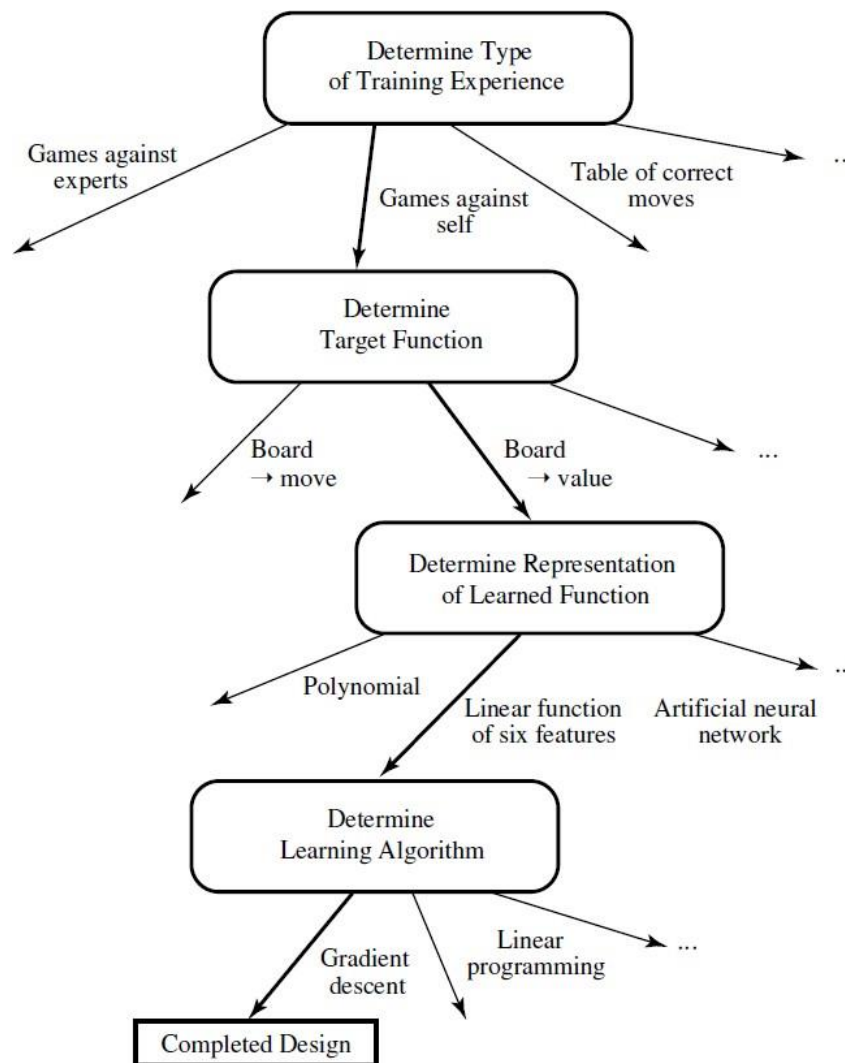 Determine Type
of Training Experience
Games against
experts
Games against
self
Table of correct
moves
...
Determine
Target Function
Board
→ move
Board
→ value
...
Determine Representation
of Learned Function
Polynomial
Linear function
of six features
Artificial neural
network
...
Determine
Learning Algorithm
Gradient
descent
Linear
programming
...
Completed Design